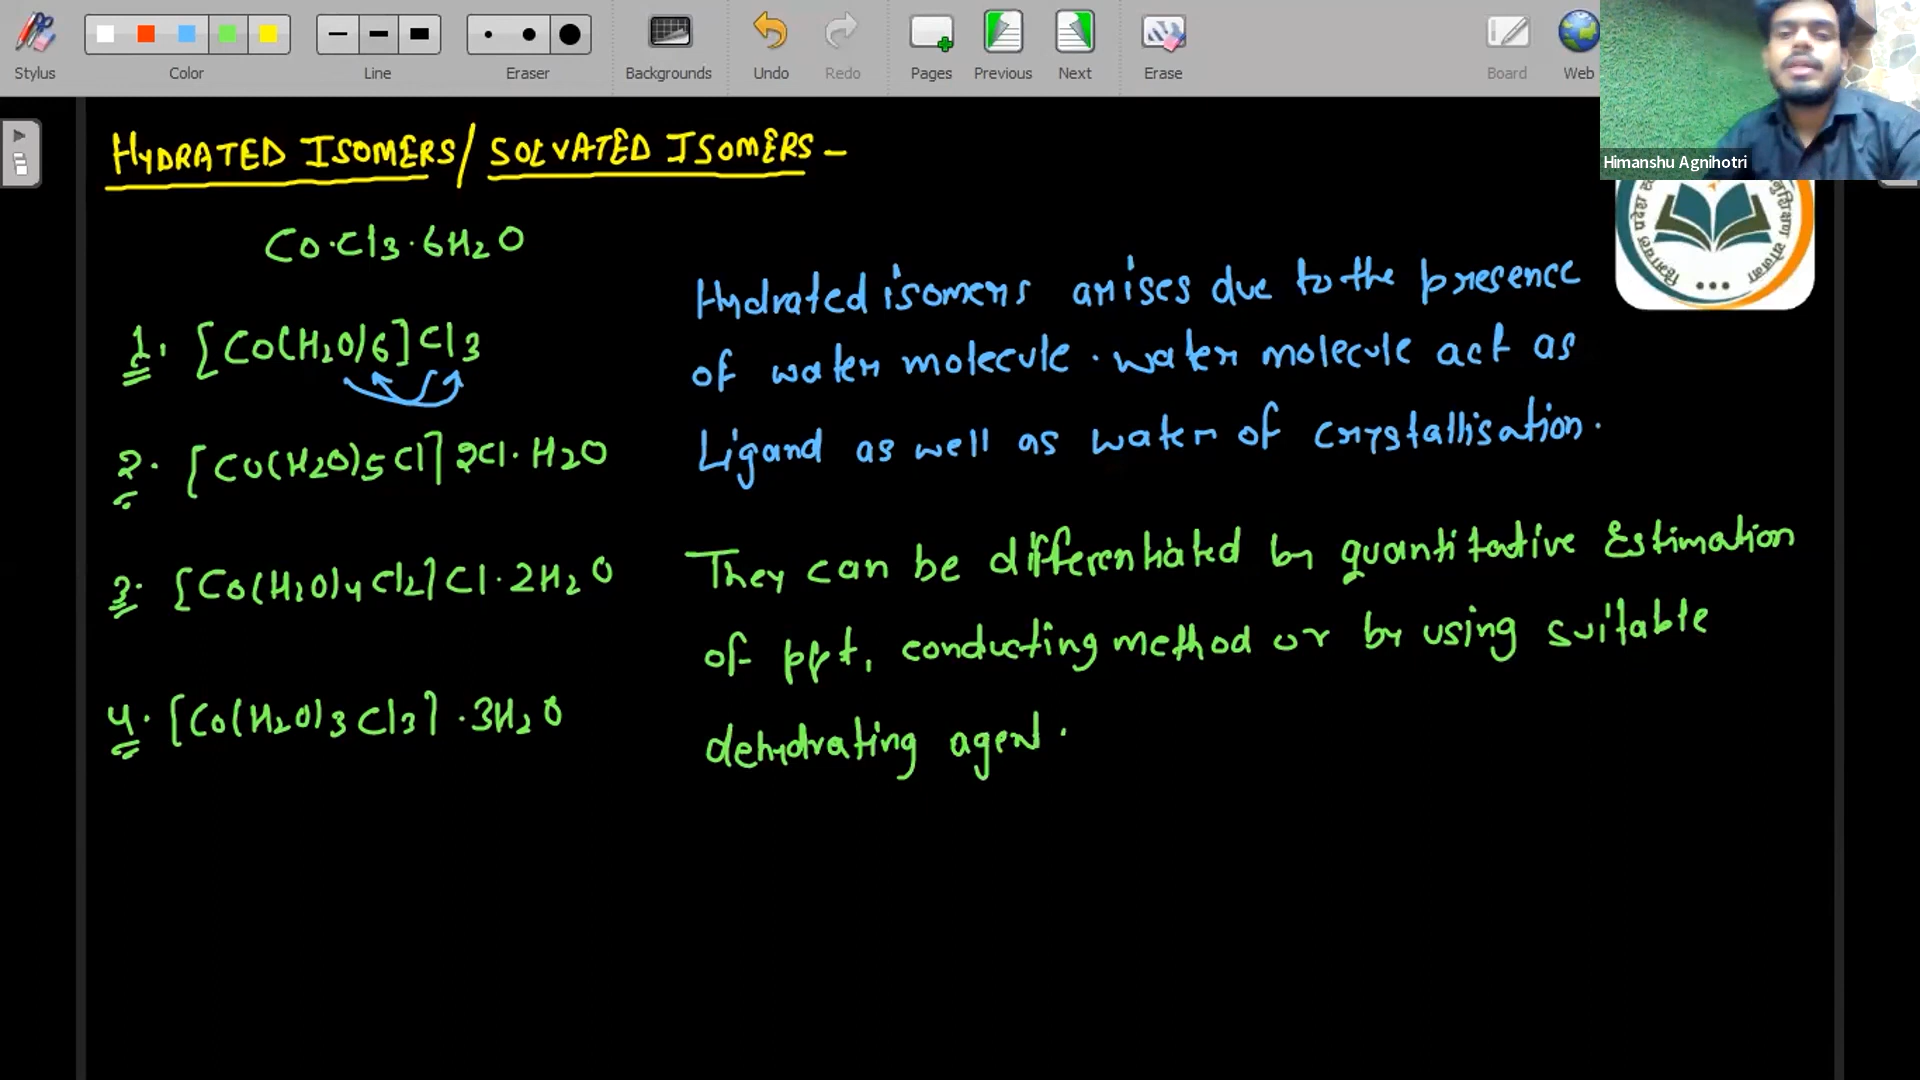 Stylus
Color
Line
Eraser
Backgrounds
Undo
Redo
Pages
Previous
Next
Erase
Board
Web
Himanshu Agnihotri
HYDRATED ISOMERS/ SOLVATED ISOMERS -
Co·Cl3·6H2O
1. [Co(H2O)6]Cl3
2. [Co(H2O)5Cl]2Cl·H2O
3. [Co(H2O)4Cl2]Cl·2H2O
4. [Co(H2O)3Cl3]·3H2O
Hydrated isomers arises due to the presence
of water molecule. water molecule act as
Ligand as well as water of crystallisation.
They can be differentiated by quantitative Estimation
of ppt, conducting method or by using suitable
dehydrating agent.